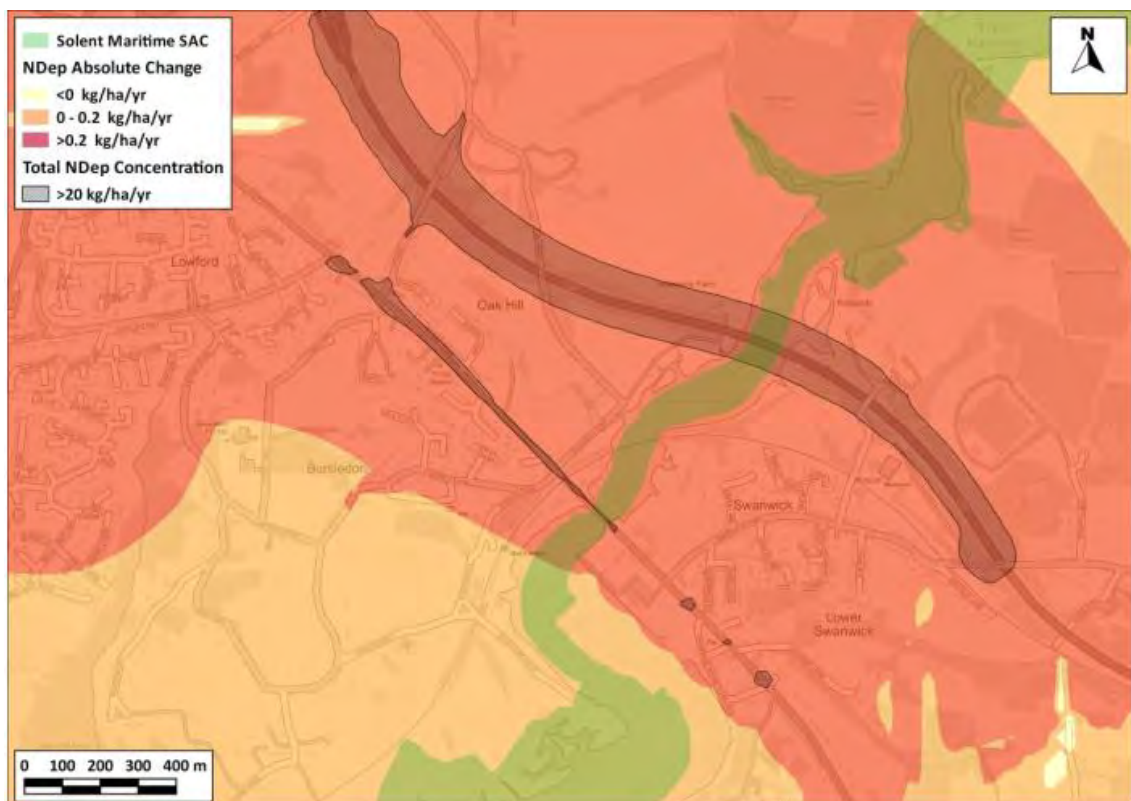 Solent Maritime SAC
NDep Absolute Change
<0 kg/ha/yr
0 - 0.2 kg/ha/yr
>0.2 kg/ha/yr
Total NDep Concentration
>20 kg/ha/yr
N
Lowford
Oak Hill
Swanwick
Lower
Swanwick
0 100 200 300 400 m